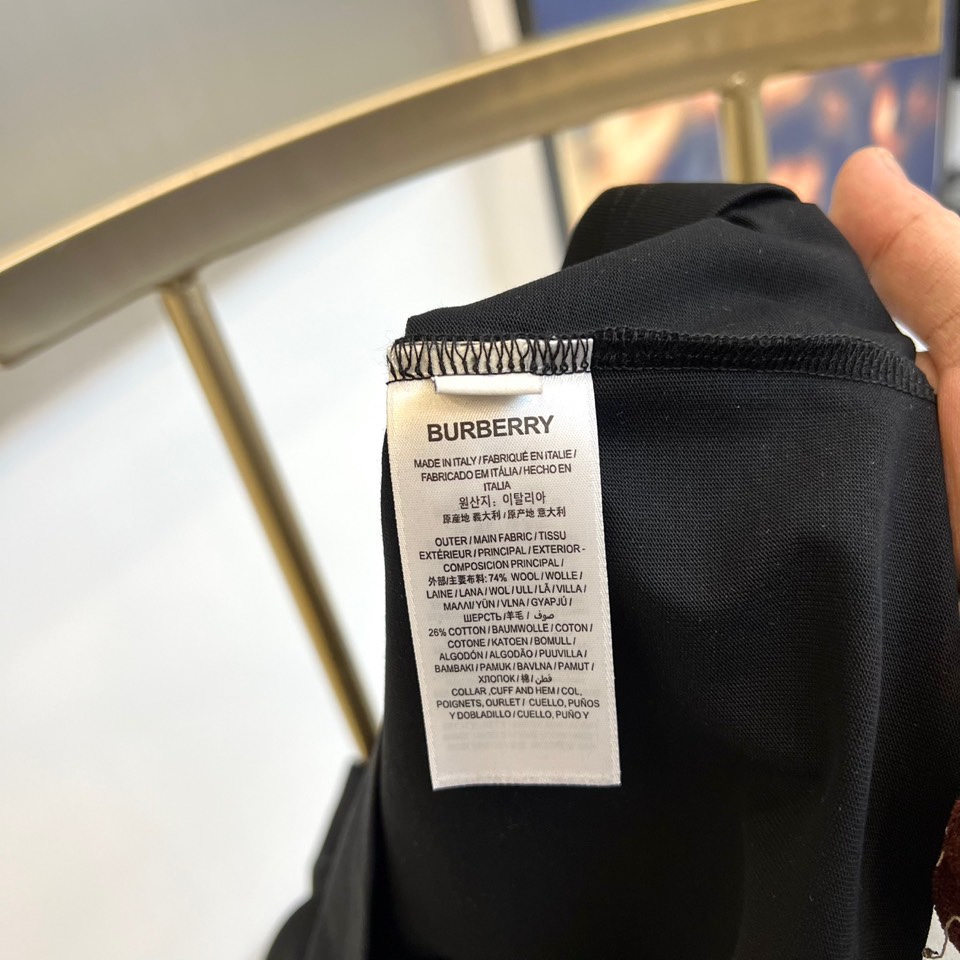 BURBERRY
MADE IN ITALY / FABRIQUÉ EN ITALIE /
FABRICADO EM ITÁLIA / HECHO EN
ITALIA
원산지: 이탈리아
原産地 義大利 / 原产地 意大利
OUTER / MAIN FABRIC / TISSU
EXTÉRIEUR / PRINCIPAL / EXTERIOR -
COMPOSICION PRINCIPAL /
外部/主要布料: 74% WOOL / WOLLE /
LAINE / LANA / WOL / ULL / LÃ / VILLA /
ΜΑΛΛΙ / YÜN / VLNA / GYAPJÚ /
ШЕРСТЬ / 羊毛 / صوف
26% COTTON / BAUMWOLLE / COTON /
COTONE / KATOEN / BOMULL /
ALGODÓN / ALGODÃO / PUUVILLA /
BAMBAKI / PAMUK / BAVLNA / PAMUT /
ХЛОПОК / 棉 / قطن
COLLAR ,CUFF AND HEM / COL,
POIGNETS, OURLET / CUELLO, PUÑOS
Y DOBLADILLO / CUELLO, PUÑO Y